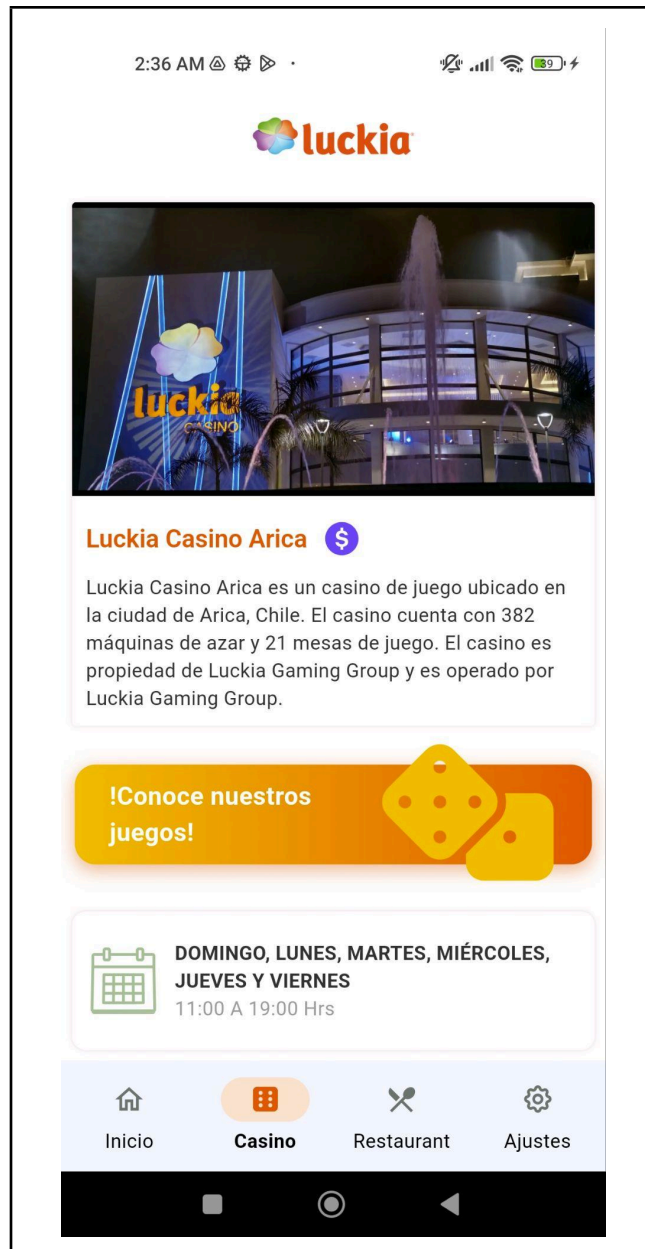 2:36 AM
39
luckia
luckia
CASINO
Luckia Casino Arica $
Luckia Casino Arica es un casino de juego ubicado en
la ciudad de Arica, Chile. El casino cuenta con 382
máquinas de azar y 21 mesas de juego. El casino es
propiedad de Luckia Gaming Group y es operado por
Luckia Gaming Group.
!Conoce nuestros
juegos!
DOMINGO, LUNES, MARTES, MIÉRCOLES,
JUEVES Y VIERNES
11:00 A 19:00 Hrs
Inicio Casino Restaurant Ajustes